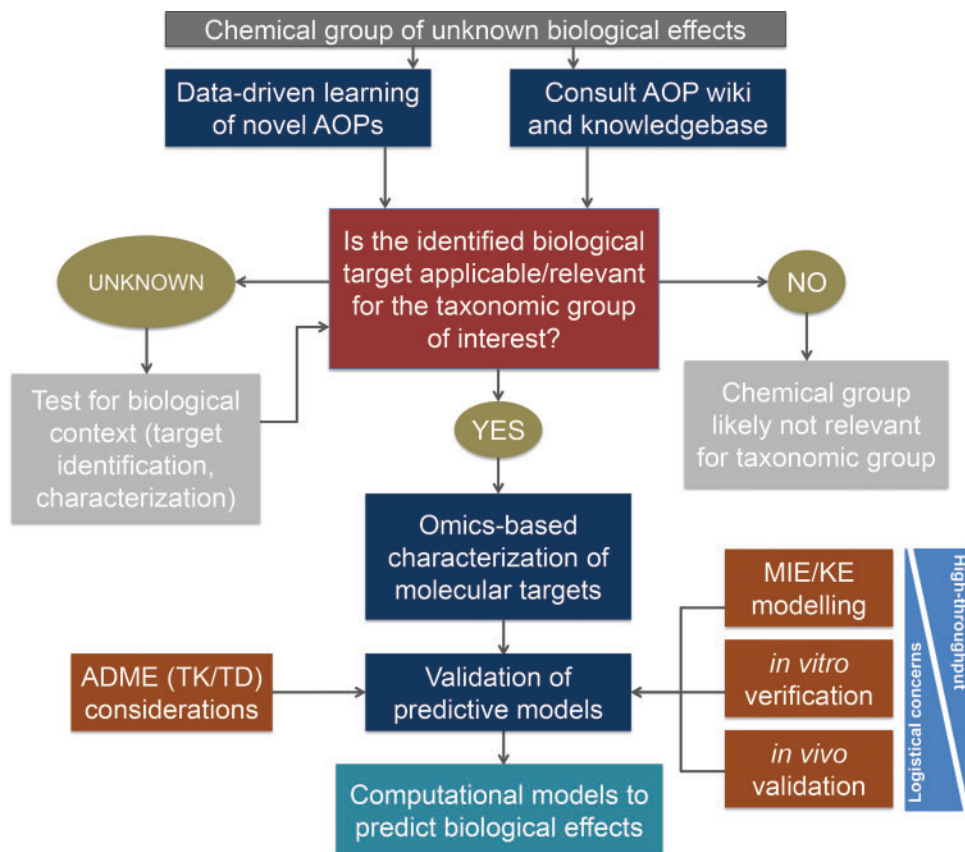 Chemical group of unknown biological effects
Data-driven learning
of novel AOPs
Consult AOP wiki
and knowledgebase
Is the identified biological
target applicable/relevant
for the taxonomic group
of interest?
UNKNOWN
NO
Test for biological
context (target
identification,
characterization)
YES
Chemical group
likely not relevant
for taxonomic group
Omics-based
characterization of
molecular targets
MIE/KE
modelling
ADME (TK/TD)
considerations
Validation of
predictive models
in vitro
verification
in vivo
validation
Logistical concerns
High-throughput
Computational models to
predict biological effects